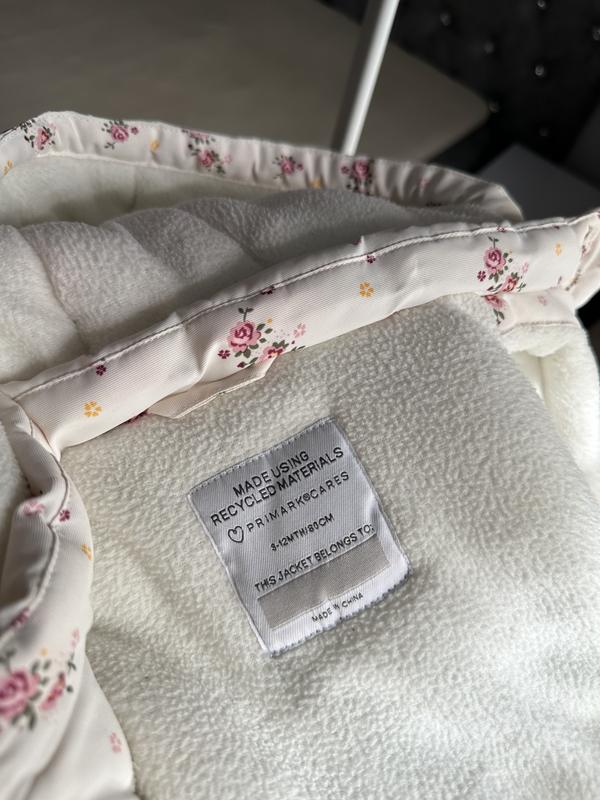 MADE USING
RECYCLED MATERIALS
PRIMARK®CARES
9-12MTH/80CM
THIS JACKET BELONGS TO:
MADE IN CHINA